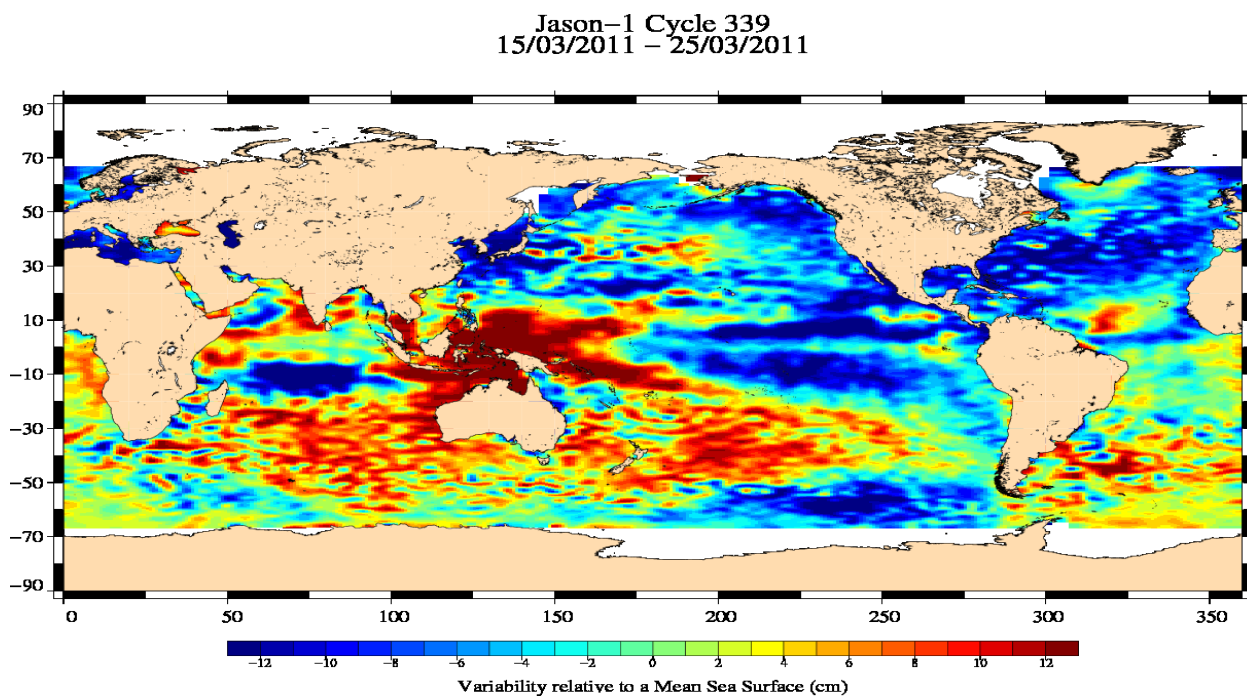 Jason-1 Cycle 339
15/03/2011 - 25/03/2011
90
70
50
30
10
-10
-30
-50
-70
-90
0 50 100 150 200 250 300 350
-12 -10 -8 -6 -4 -2 0 2 4 6 8 10 12
Variability relative to a Mean Sea Surface (cm)